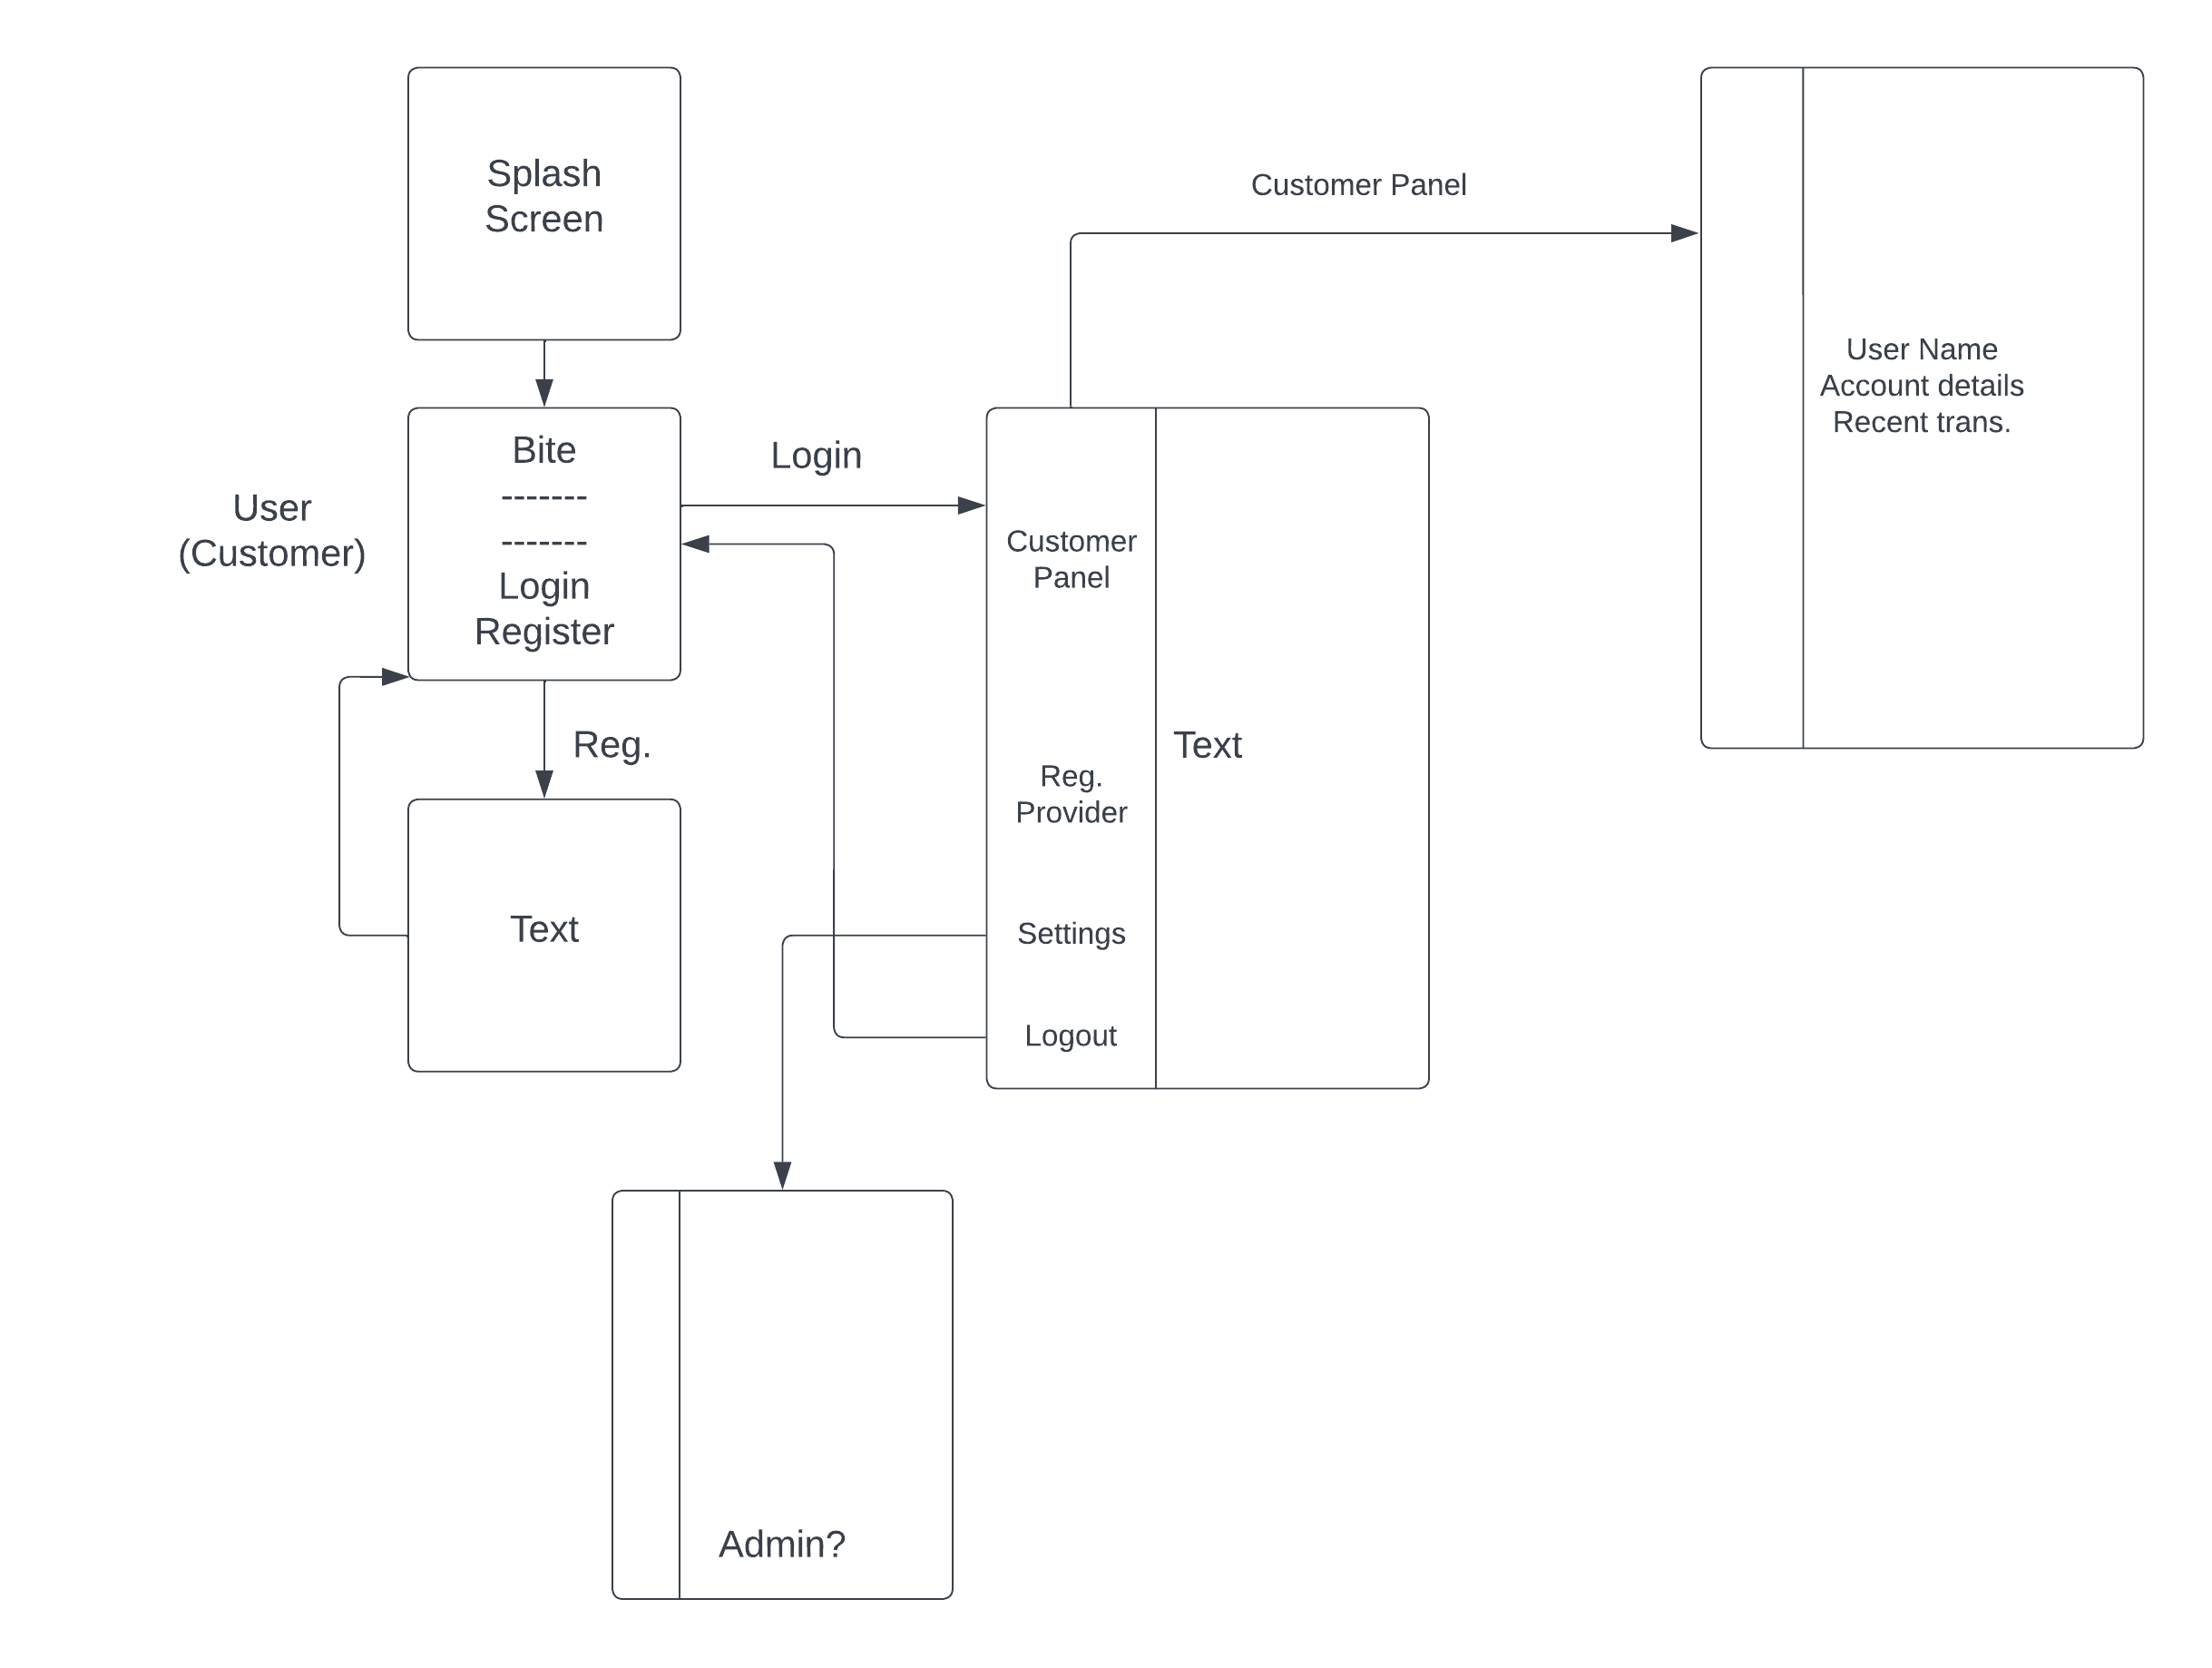 Splash
Screen
Customer Panel
User Name
Account details
Recent trans.
User
(Customer)
Bite
-------
-------
Login
Register
Login
Customer
Panel
Reg.
Provider
Settings
Logout
Text
Reg.
Text
Admin?